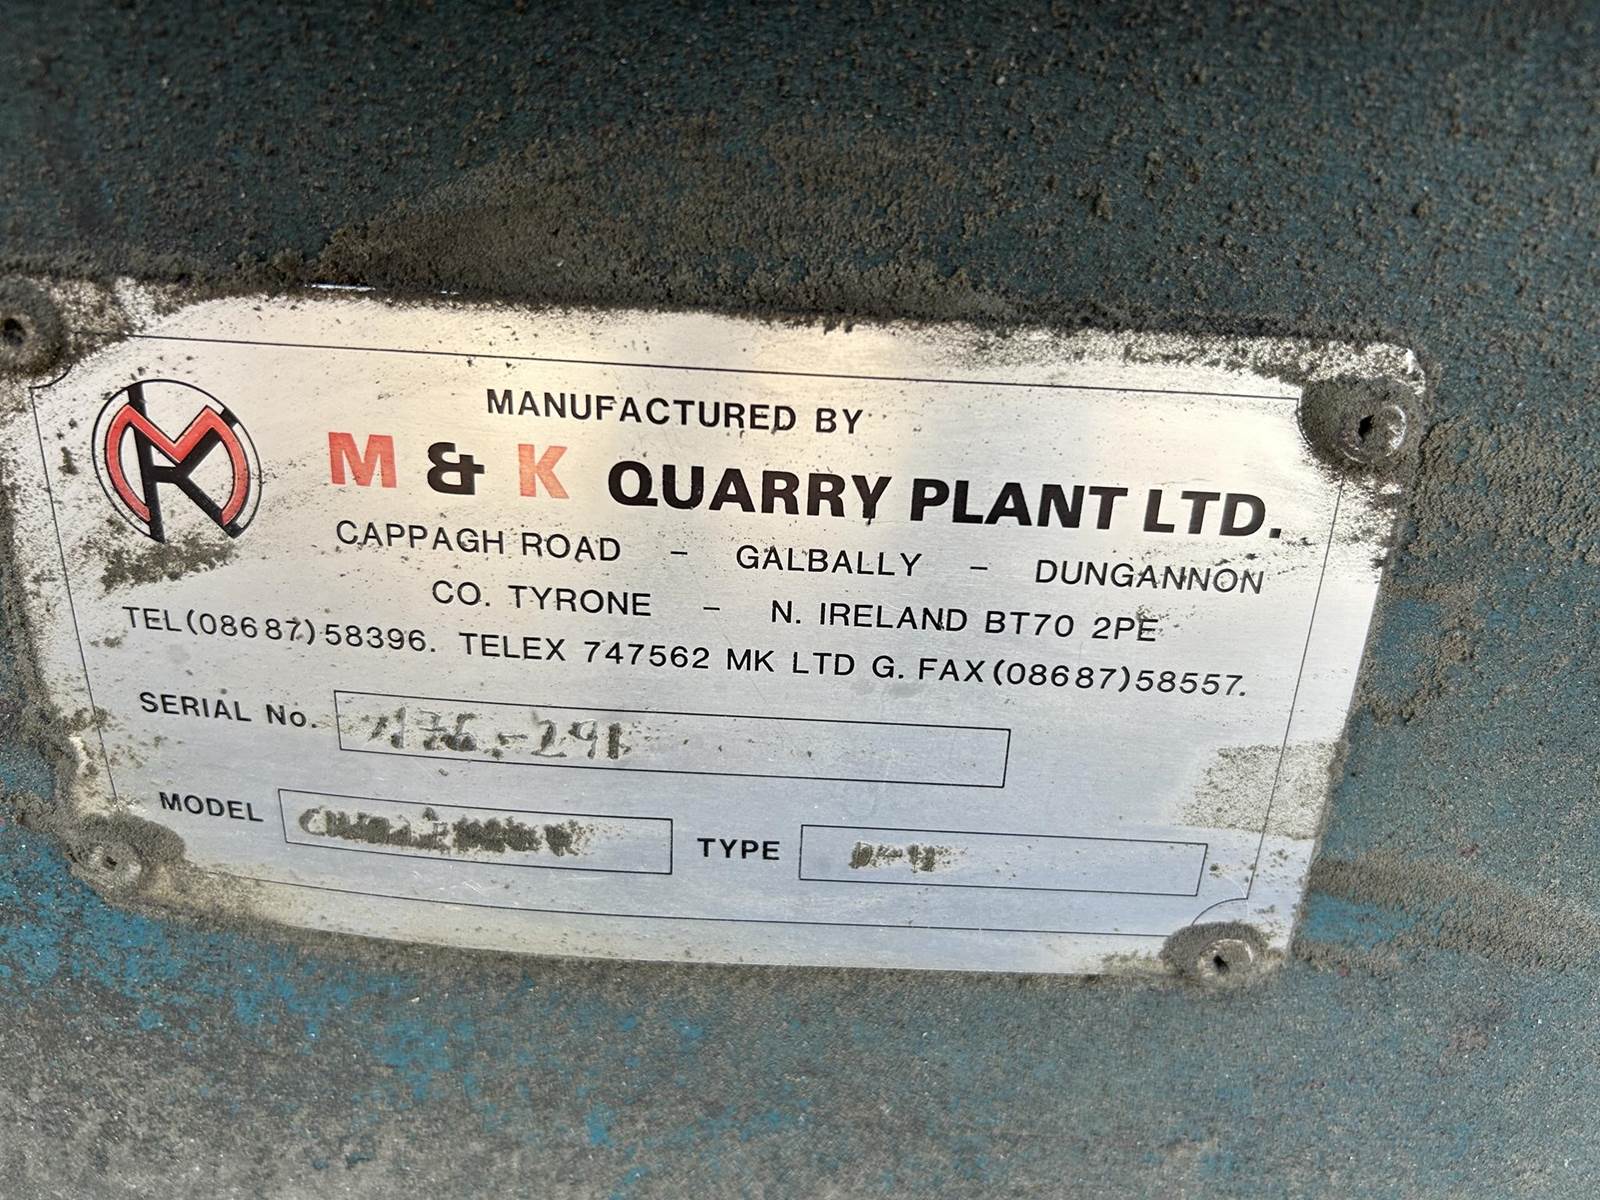 MANUFACTURED BY
M & K QUARRY PLANT LTD.
CAPPAGH ROAD - GALBALLY - DUNGANNON
CO. TYRONE - N. IRELAND BT70 2PE
TEL(08687)58396. TELEX 747562 MK LTD G. FAX(08687)58557.
SERIAL No.
MODEL
TYPE